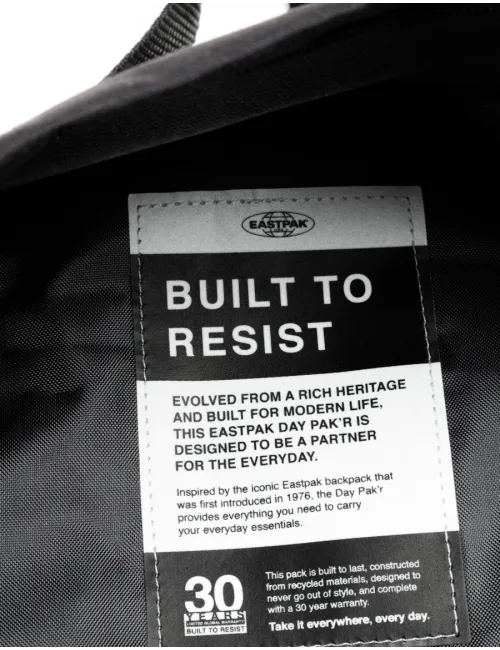 EASTPAK
BUILT TO
RESIST
EVOLVED FROM A RICH HERITAGE
AND BUILT FOR MODERN LIFE,
THIS EASTPAK DAY PAK'R IS
DESIGNED TO BE A PARTNER
FOR THE EVERYDAY.
Inspired by the iconic Eastpak backpack that
was first introduced in 1976, the Day Pak'r
provides everything you need to carry
your everyday essentials.
30
YEARS
LIMITED GLOBAL WARRANTY
BUILT TO RESIST
This pack is built to last, constructed
from recycled materials, designed to
never go out of style, and complete
with a 30 year warranty.
Take it everywhere, every day.